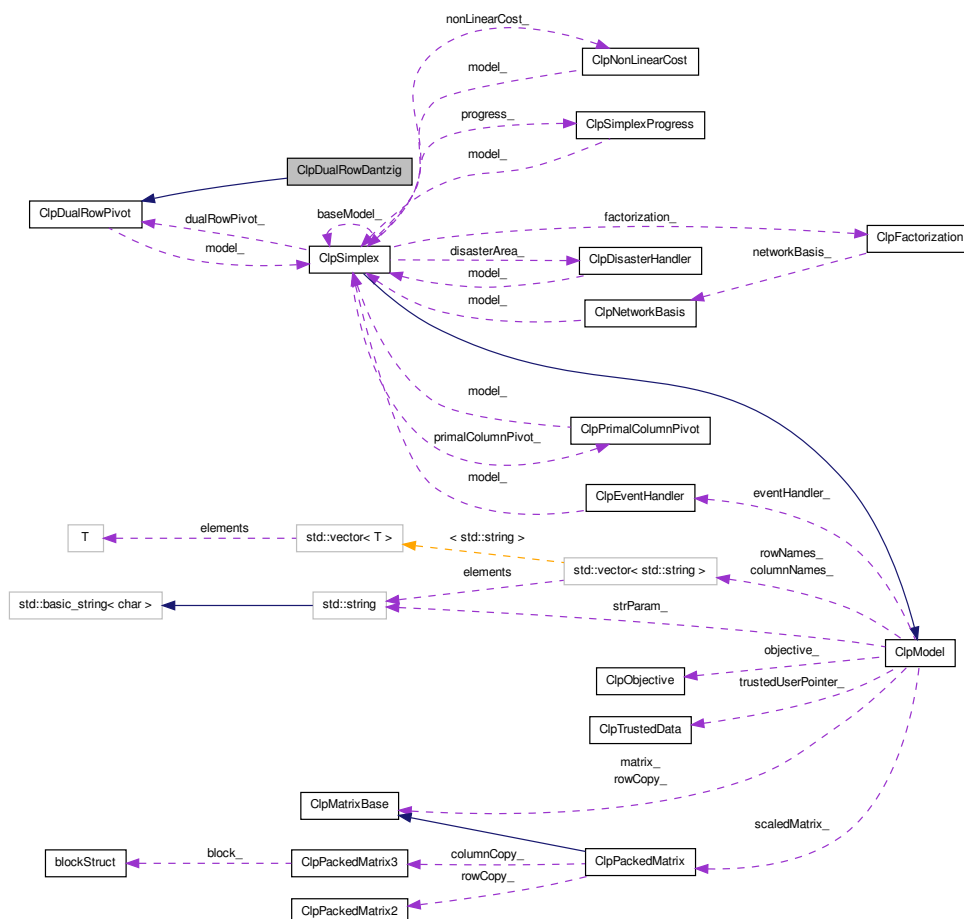 nonLinearCost_
ClpNonLinearCost
model_
progress_
ClpSimplexProgress
model_
ClpDualRowDantzig
ClpDualRowPivot
dualRowPivot_
model_
baseModel_
ClpSimplex
factorization_
ClpFactorization
disasterArea_
ClpDisasterHandler
model_
networkBasis_
model_
ClpNetworkBasis
model_
ClpPrimalColumnPivot
primalColumnPivot_
model_
ClpEventHandler
eventHandler_
T
elements
std::vector< T >
< std::string >
std::vector< std::string >
rowNames_
columnNames_
elements
std::basic_string< char >
std::string
strParam_
ClpModel
objective_
ClpObjective
trustedUserPointer_
ClpTrustedData
matrix_
rowCopy_
ClpMatrixBase
scaledMatrix_
blockStruct
block_
ClpPackedMatrix3
columnCopy_
ClpPackedMatrix
rowCopy_
ClpPackedMatrix2